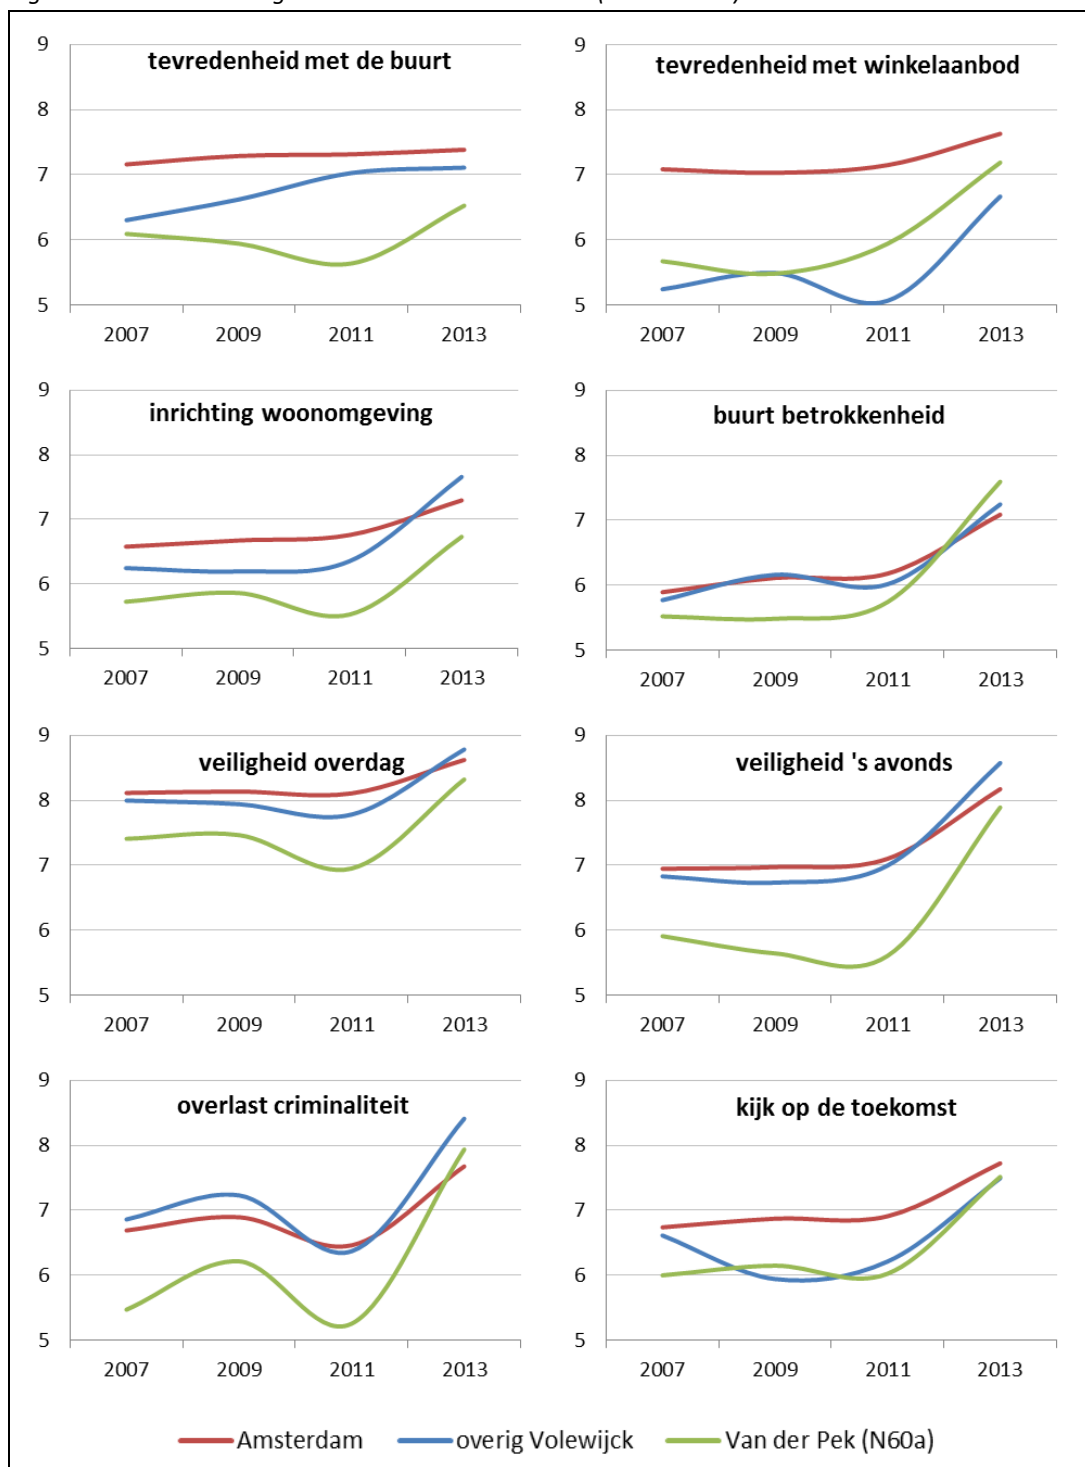 tevredenheid met de buurt
9
8
7
6
5
2007 2009 2011 2013
tevredenheid met winkelaanbod
9
8
7
6
5
2007 2009 2011 2013
inrichting woonomgeving
9
8
7
6
5
2007 2009 2011 2013
buurt betrokkenheid
9
8
7
6
5
2007 2009 2011 2013
veiligheid overdag
9
8
7
6
5
2007 2009 2011 2013
veiligheid 's avonds
9
8
7
6
5
2007 2009 2011 2013
overlast criminaliteit
9
8
7
6
5
2007 2009 2011 2013
kijk op de toekomst
9
8
7
6
5
2007 2009 2011 2013
Amsterdam overig Volewijck Van der Pek (N60a)